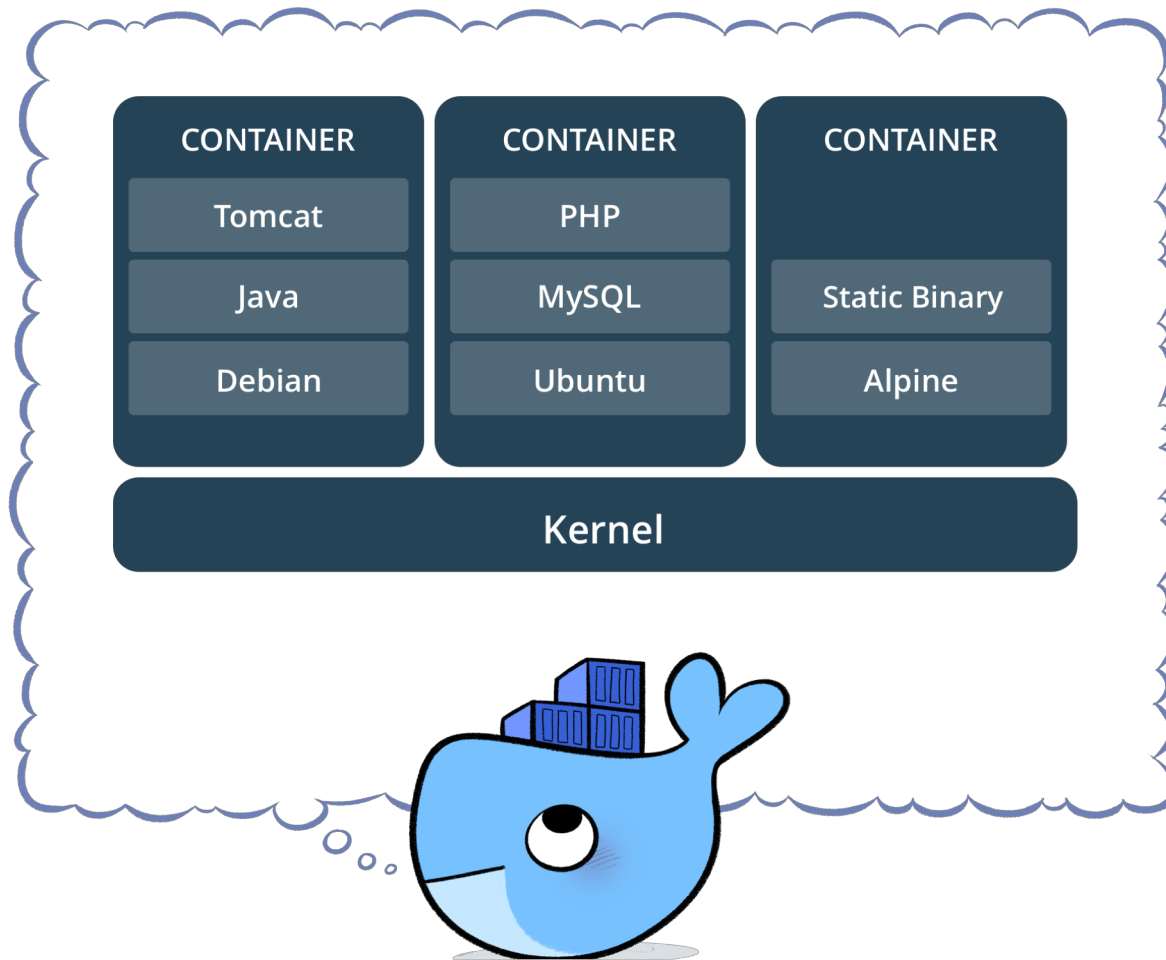 CONTAINER
Tomcat
Java
Debian
CONTAINER
PHP
MySQL
Ubuntu
CONTAINER
Static Binary
Alpine
Kernel